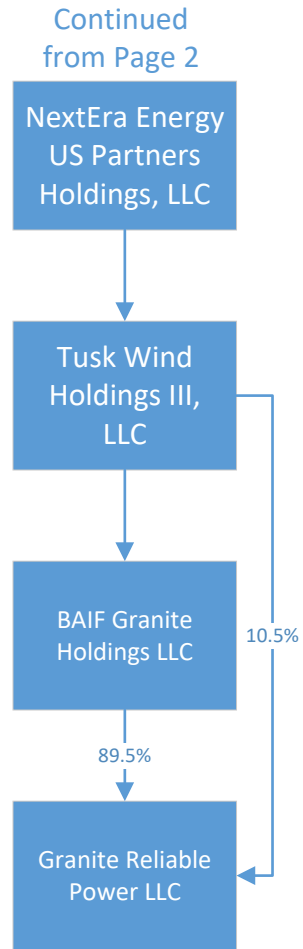 Continued
from Page 2
NextEra Energy
US Partners
Holdings, LLC
Tusk Wind
Holdings III,
LLC
BAIF Granite
Holdings LLC
10.5%
89.5%
Granite Reliable
Power LLC